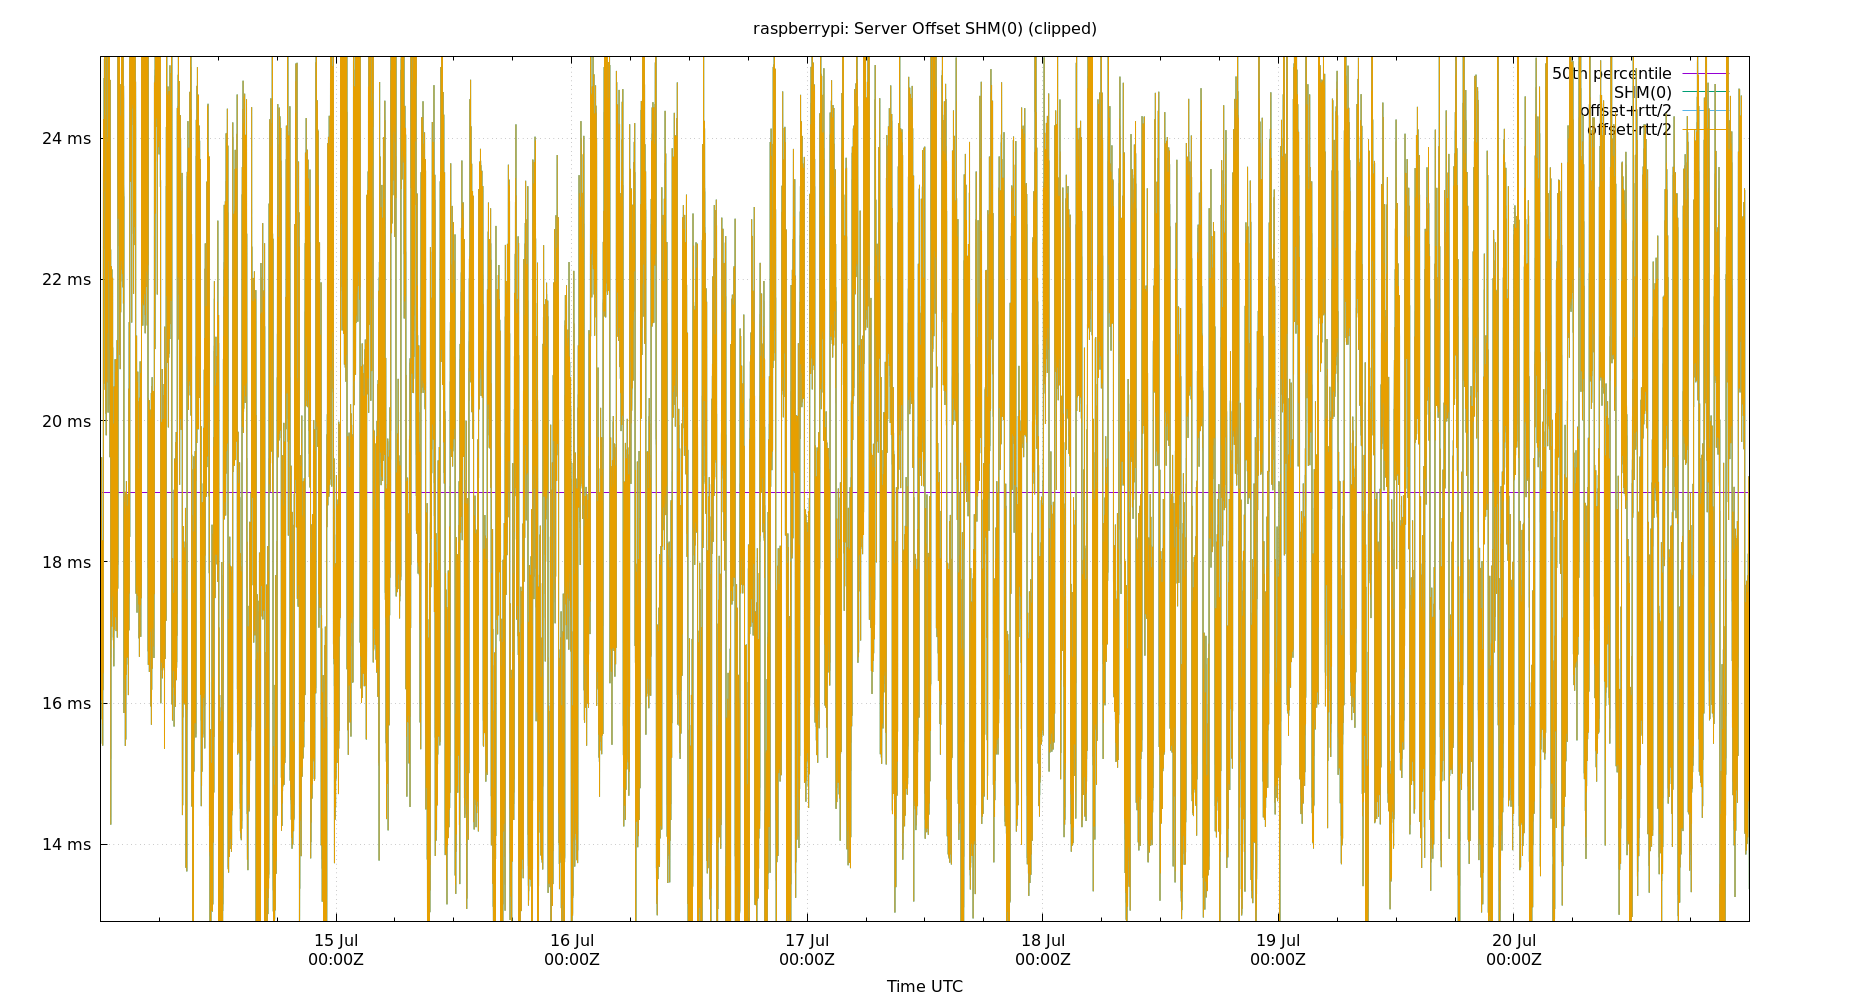 raspberrypi: Server Offset SHM(0) (clipped)
50th percentile
SHM(0)
offset+rtt/2
offset-rtt/2
24 ms
22 ms
20 ms
18 ms
16 ms
14 ms
15 Jul
00:00Z
16 Jul
00:00Z
17 Jul
00:00Z
18 Jul
00:00Z
19 Jul
00:00Z
20 Jul
00:00Z
Time UTC